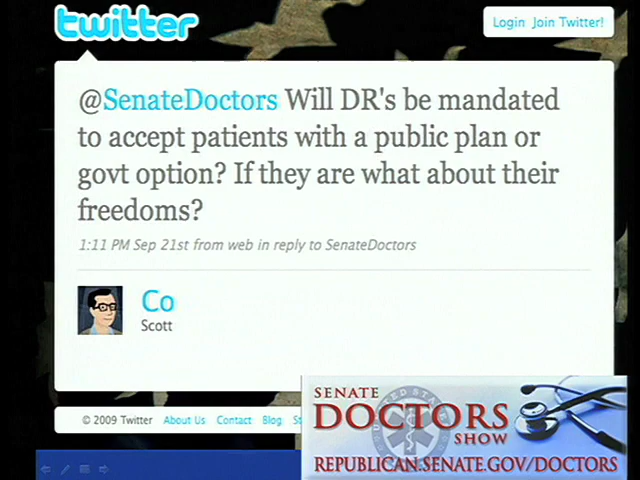 twitter
Login Join Twitter!
@SenateDoctors Will DR's be mandated
to accept patients with a public plan or
govt option? If they are what about their
freedoms?
1:11 PM Sep 21st from web in reply to SenateDoctors
Co
Scott
© 2009 Twitter About Us Contact Blog
SENATE
DOCTORS
SHOW
REPUBLICAN.SENATE.GOV/DOCTORS